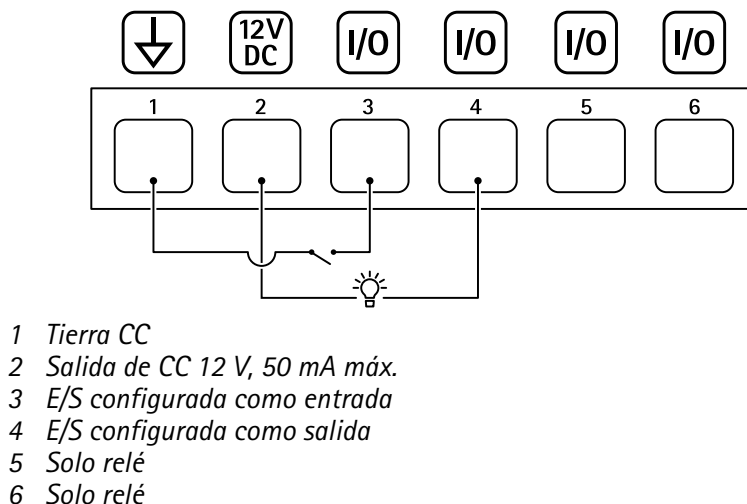 12V
DC
I/O
I/O
I/O
I/O
1
2
3
4
5
6
1 Tierra CC
2 Salida de CC 12 V, 50 mA máx.
3 E/S configurada como entrada
4 E/S configurada como salida
5 Solo relé
6 Solo relé